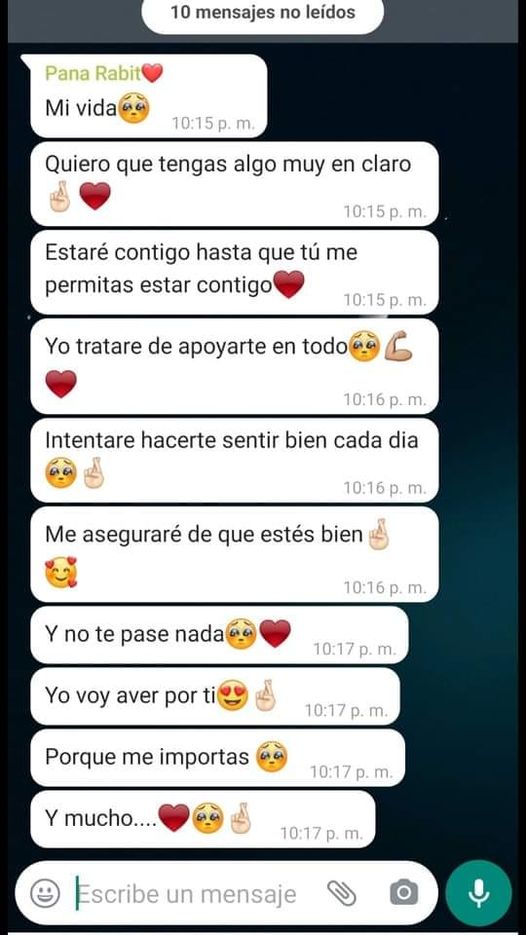 10 mensajes no leídos
Pana Rabit❤️
Mi vida🥺
10:15 p. m.
Quiero que tengas algo muy en claro
🤞🏻❤️
10:15 p. m.
Estaré contigo hasta que tú me
permitas estar contigo❤️
10:15 p. m.
Yo tratare de apoyarte en todo🥺💪🏼
❤️
10:16 p. m.
Intentare hacerte sentir bien cada dia
🥺🤞🏻
10:16 p. m.
Me aseguraré de que estés bien🤞🏻
🥰
10:16 p. m.
Y no te pase nada🥺❤️
10:17 p. m.
Yo voy aver por ti😍🤞🏻
10:17 p. m.
Porque me importas 🥺
10:17 p. m.
Y mucho....❤️🥺🤞🏻
10:17 p. m.
Escribe un mensaje